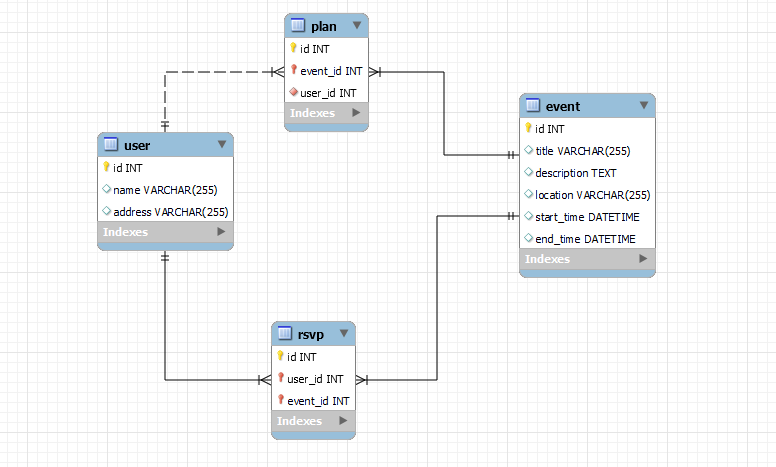 plan
id INT
event_id INT
user_id INT
Indexes
event
id INT
title VARCHAR(255)
description TEXT
location VARCHAR(255)
start_time DATETIME
end_time DATETIME
Indexes
user
id INT
name VARCHAR(255)
address VARCHAR(255)
Indexes
rsvp
id INT
user_id INT
event_id INT
Indexes